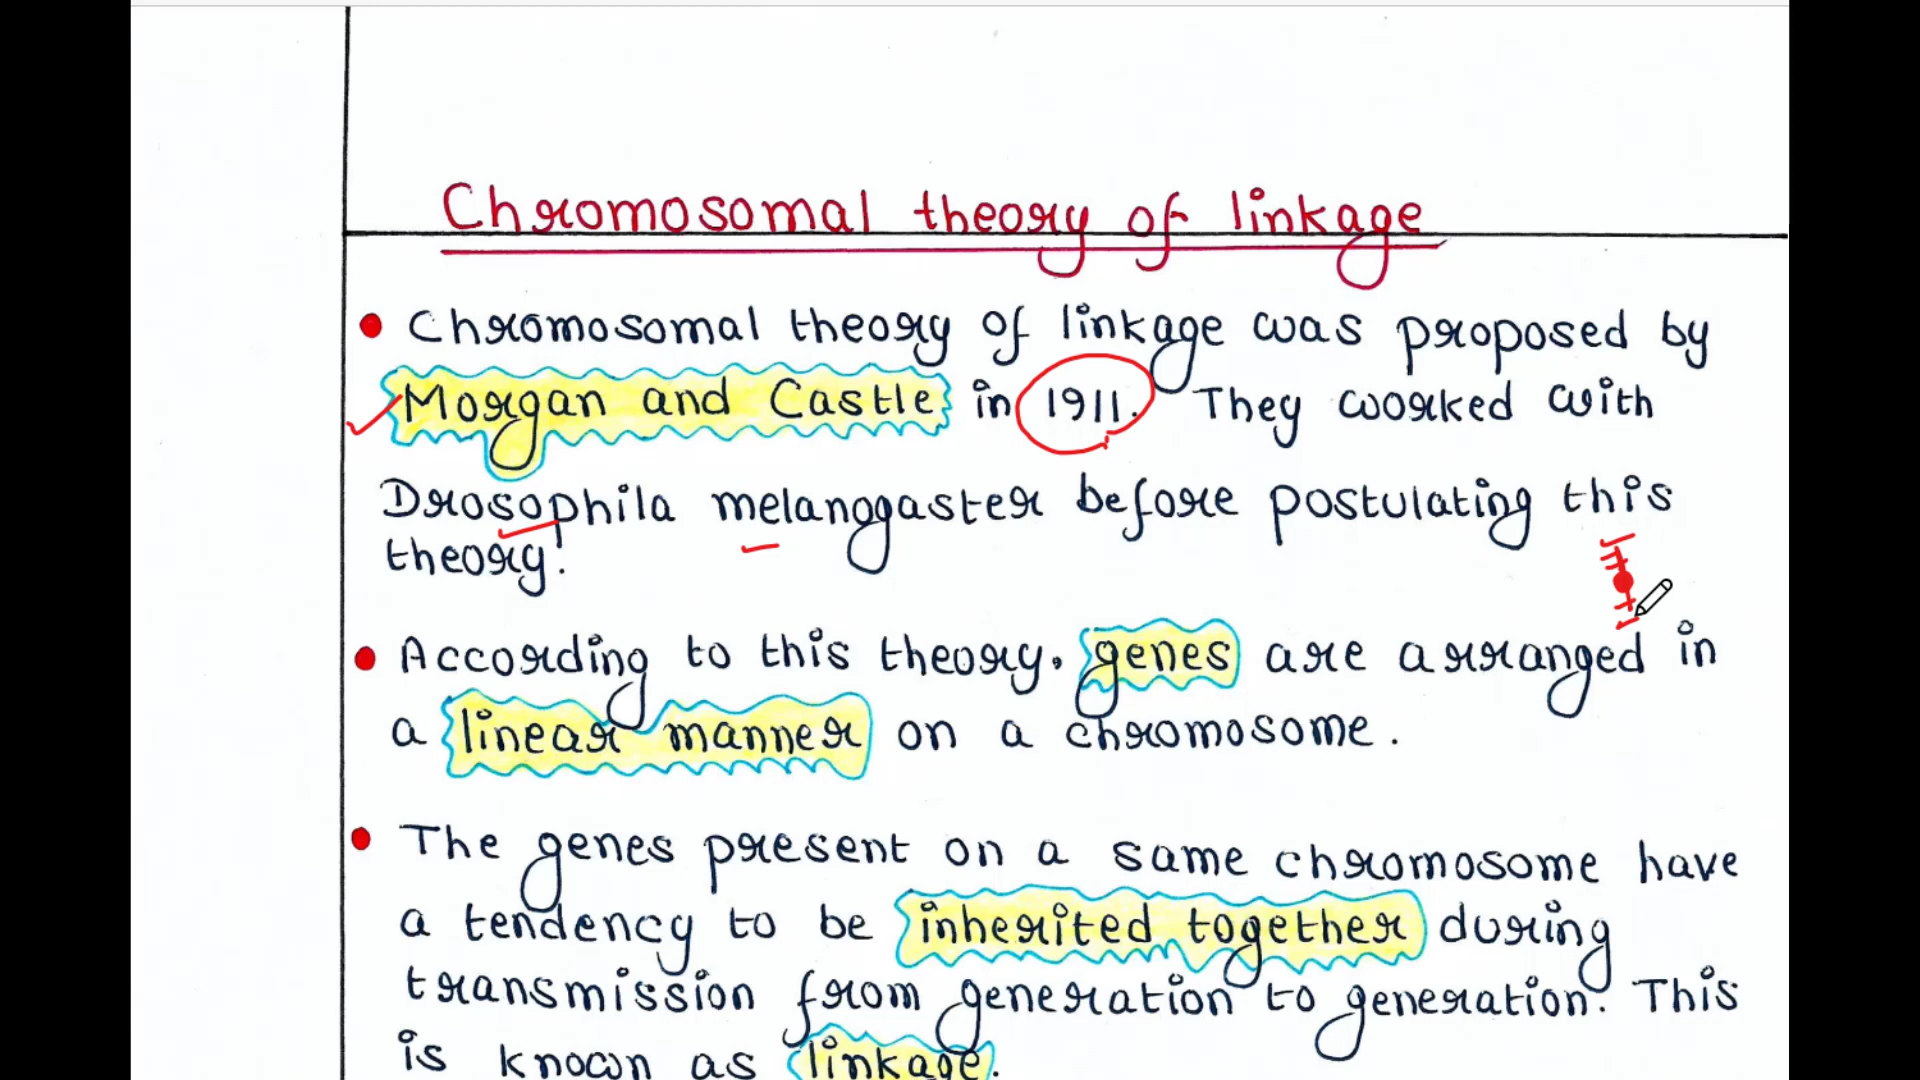 Chromosomal theory of linkage
• Chromosomal theory of linkage was proposed by
Morgan and Castle in 1911. They worked with
Drosophila melanogaster before postulating this
theory.
• According to this theory. genes are arranged in
a linear manner on a chromosome.
• The genes present on a same chromosome have
a tendency to be inherited together during
transmission from generation to generation. This
is known as linkage.